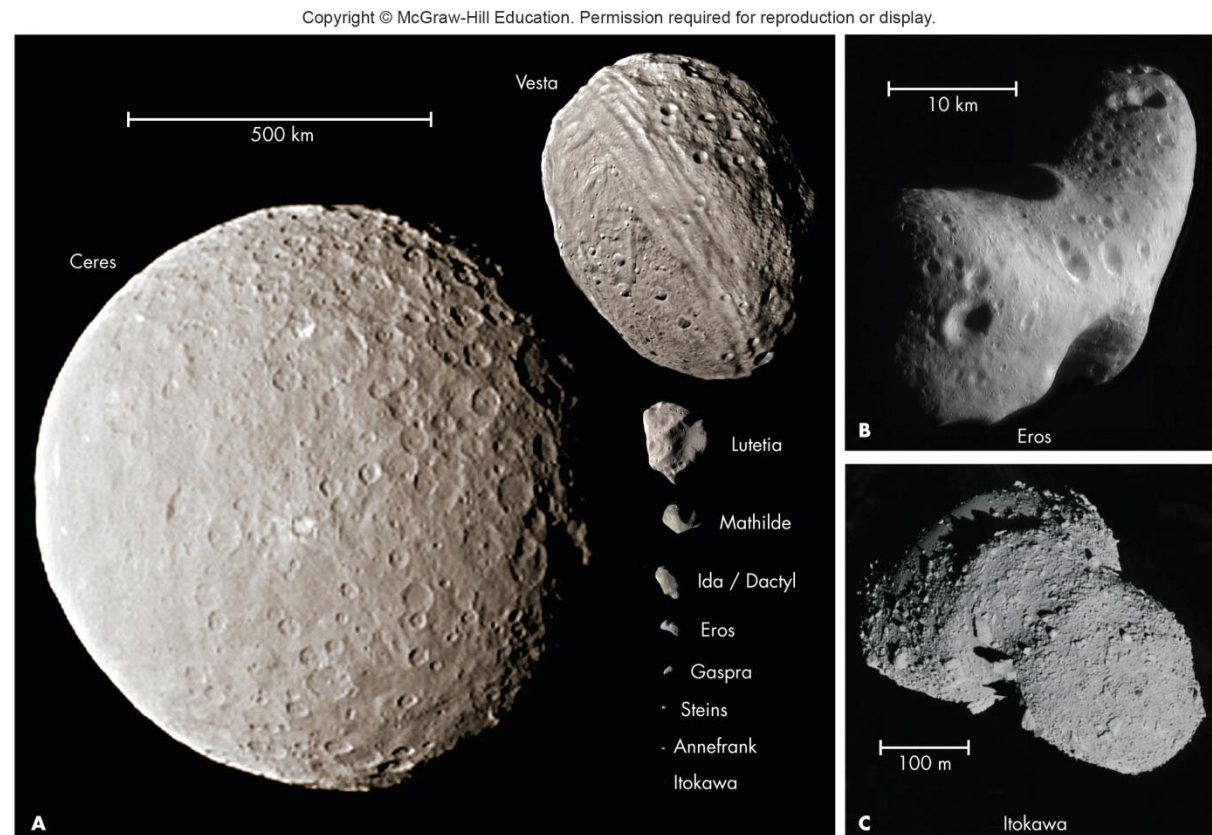 Copyright © McGraw-Hill Education. Permission required for reproduction or display.
Vesta
500 km
Ceres
Lutetia
Mathilde
Ida / Dactyl
Eros
Gaspra
Steins
Annefrank
Itokawa
A
10 km
B
Eros
100 m
C
Itokawa